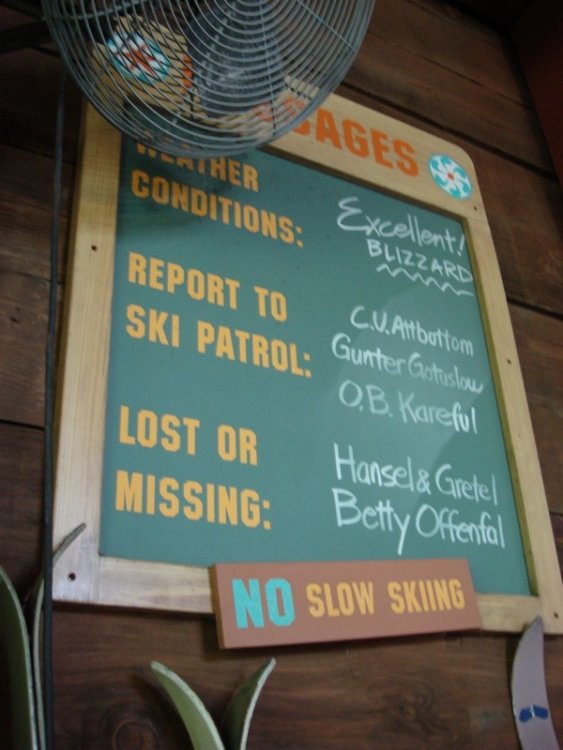 WEATHER
CONDITIONS:
Excellent!
BLIZZARD
REPORT TO
SKI PATROL:
C.U. Attbottom
Gunter Gotuslow
O.B. Kareful
LOST OR
MISSING:
Hansel & Gretel
Betty Offenfal
NO SLOW SKIING